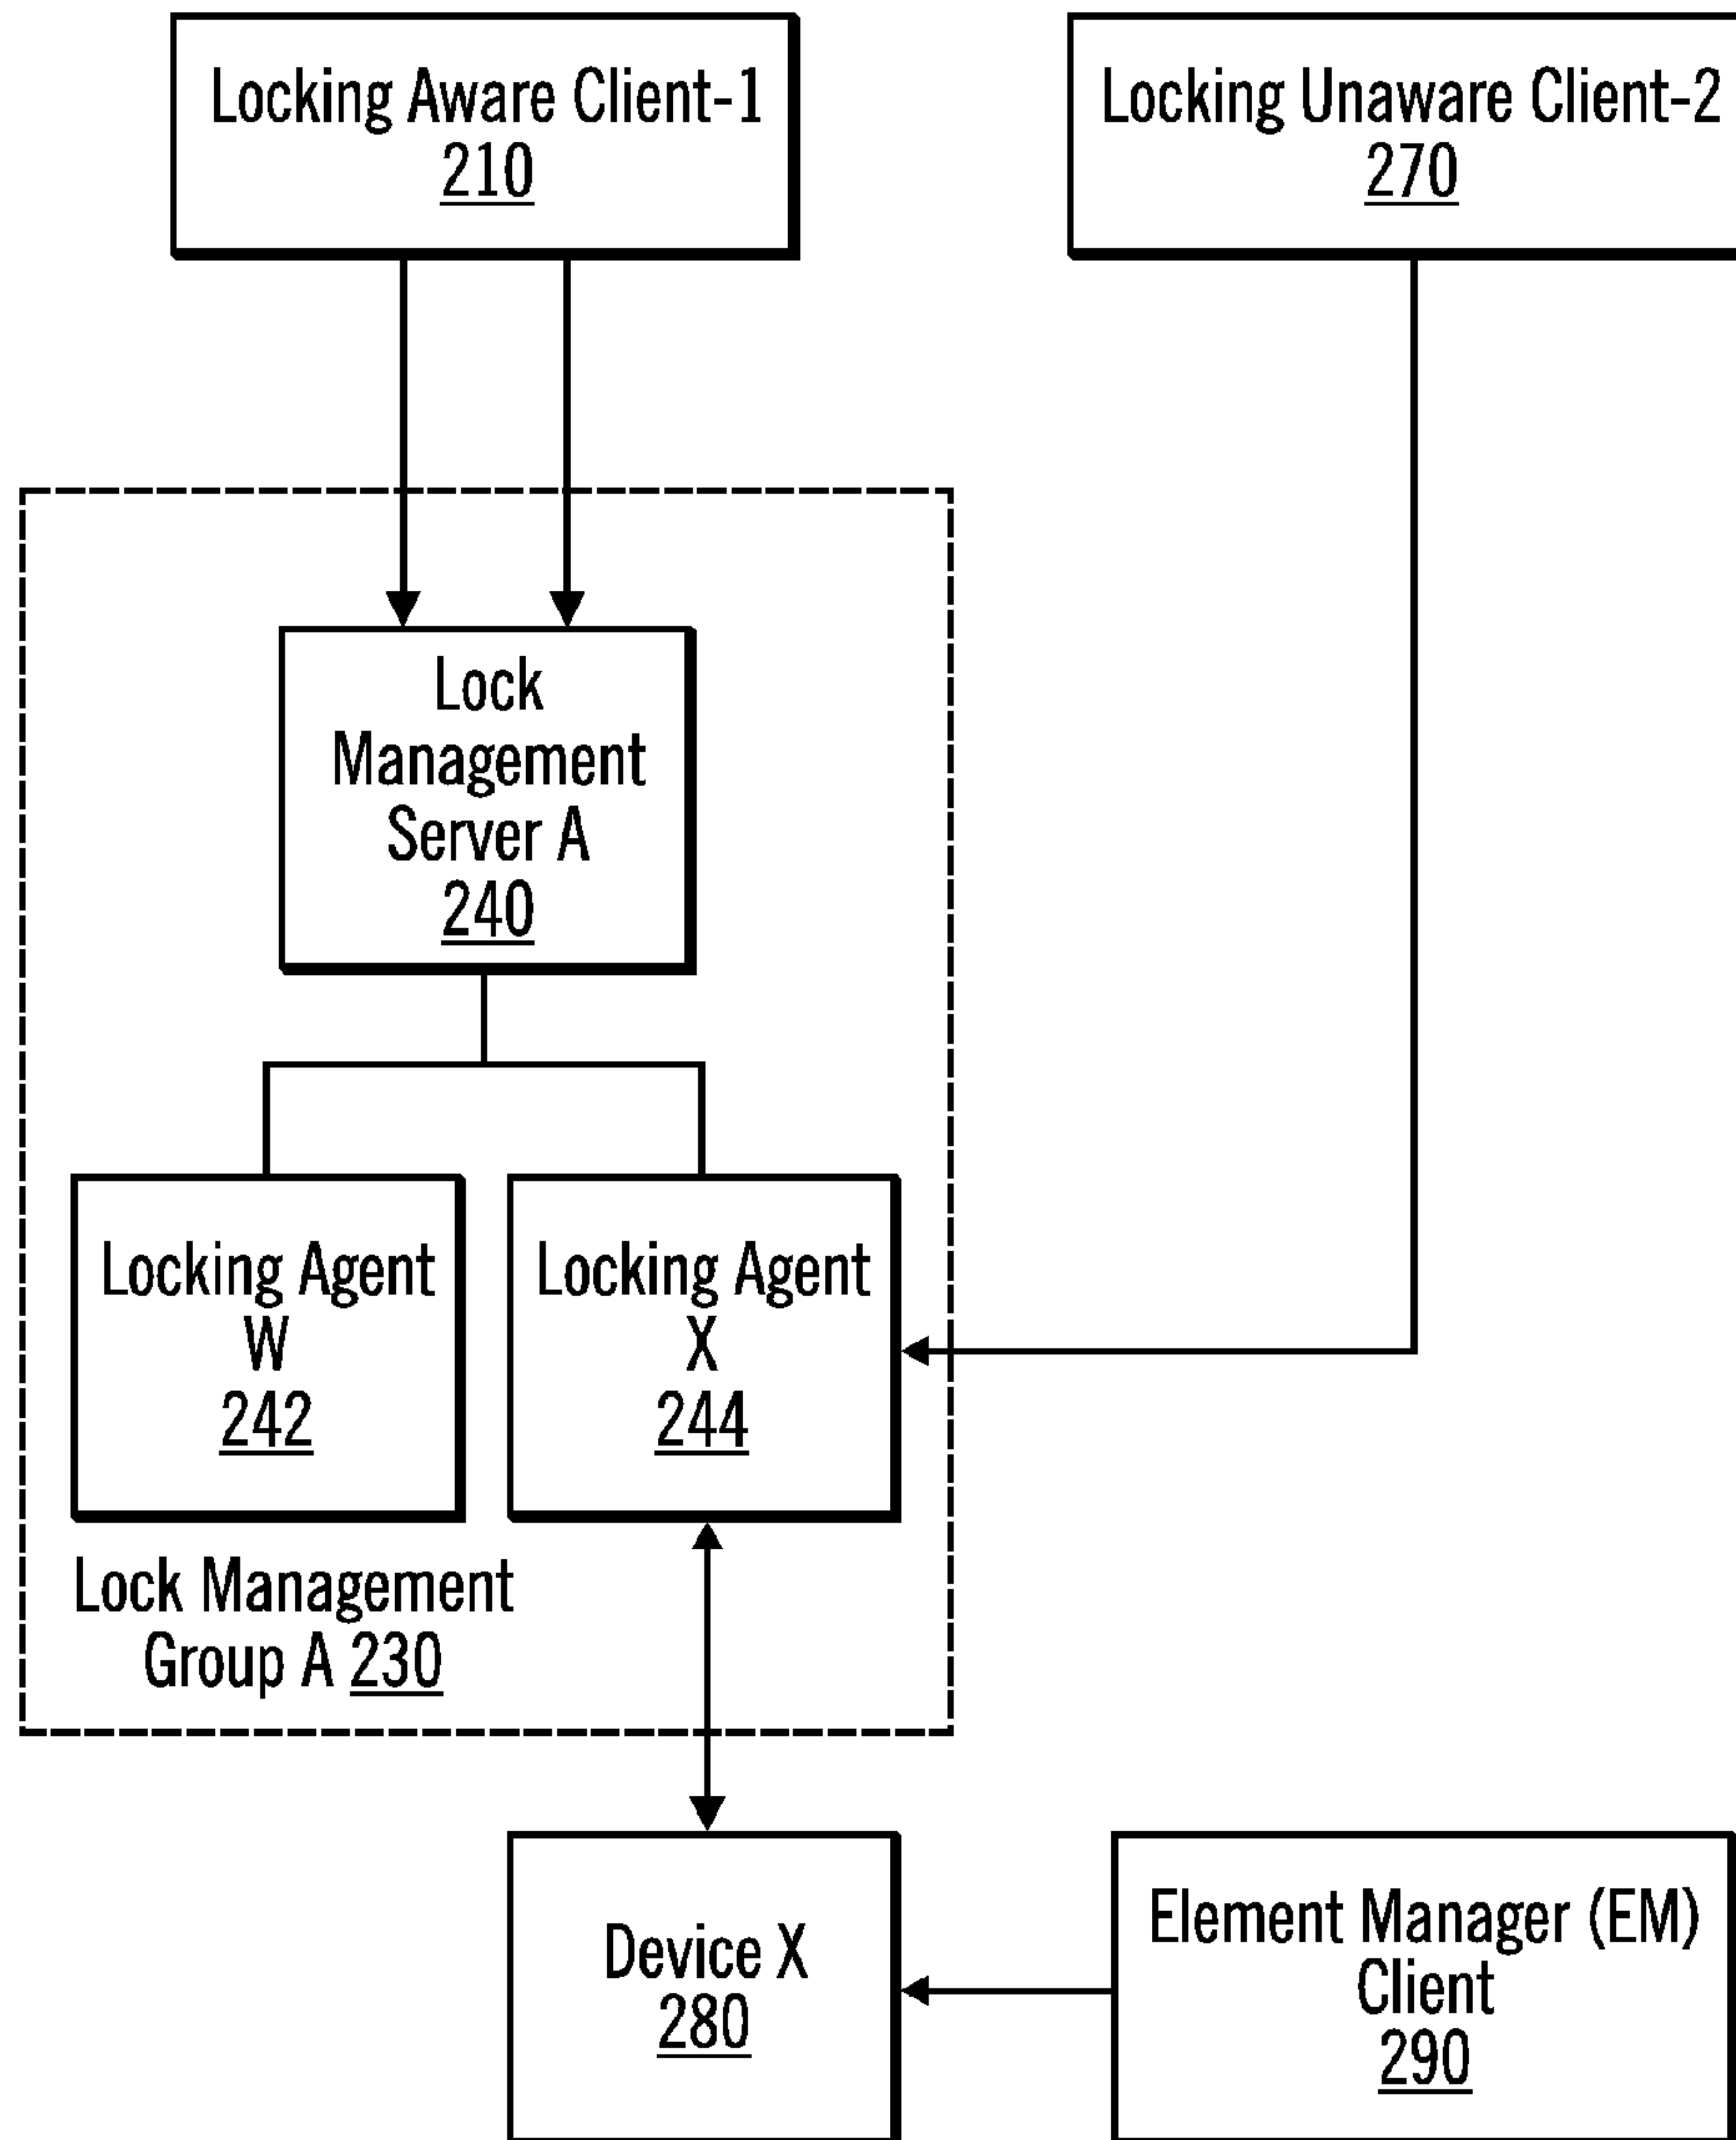 Locking Aware Client-1
210
Locking Unaware Client-2
270
Lock
Management
Server A
240
Locking Agent
W
242
Locking Agent
X
244
Lock Management
Group A 230
Device X
280
Element Manager (EM)
Client
290